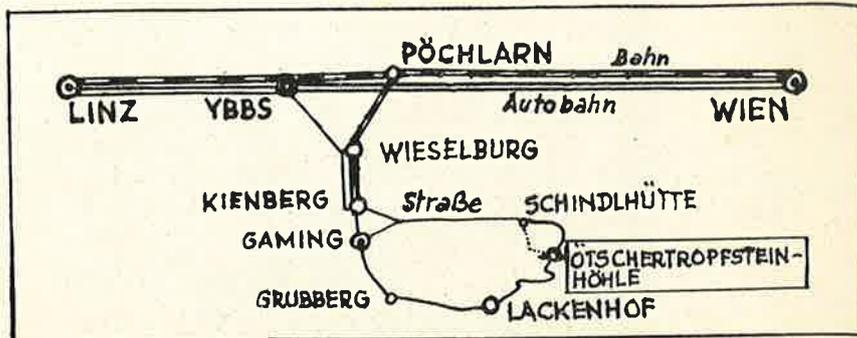 PÖCHLARN
Bahn
LINZ
YBBS
Autobahn
WIEN
WIESELBURG
KIENBERG
Straße
SCHINDLHÜTTE
GAMING
ÖTSCHERTROPFSTEIN-
HÖHLE
GRUBBERG
LACKENHOF